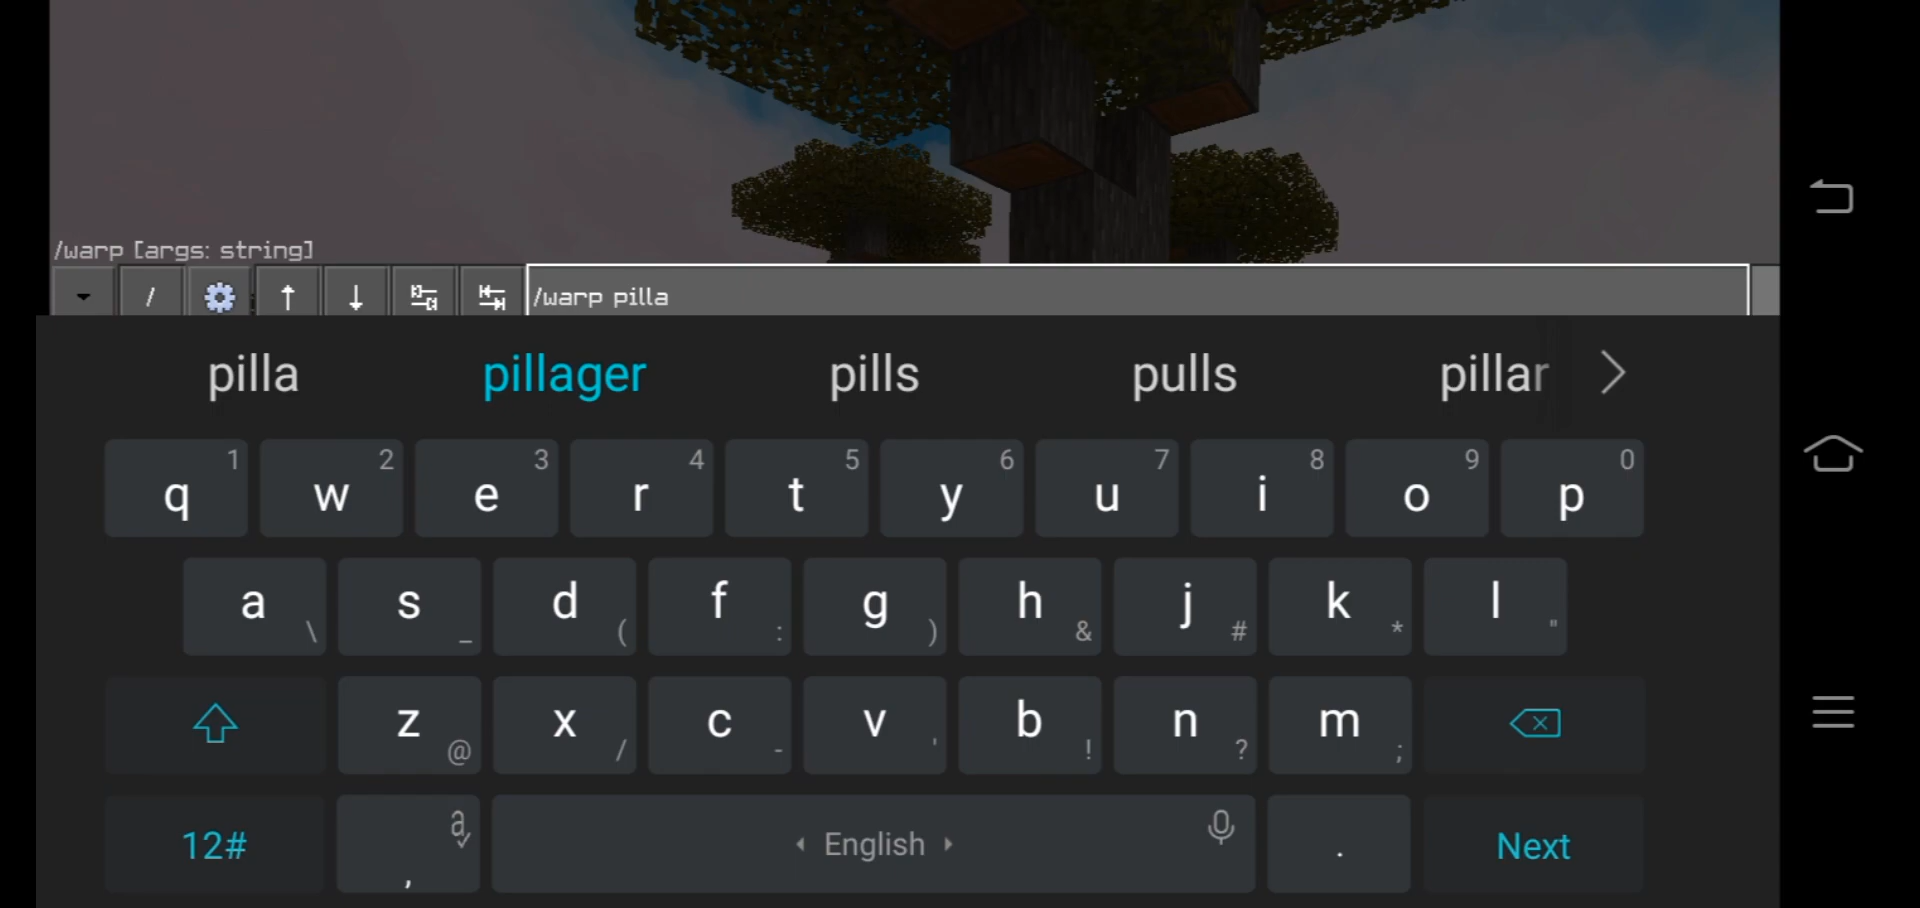 /warp [args: string]
/ /warp pilla
pilla pillager pills pulls pillar
1 2 3 4 5 6 7 8 9 0
q w e r t y u i o p
a s d f g h j k l
\ _ ( : ) & # * "
z x c v b n m
@ / - ' ! ? ;
12# , a English . Next